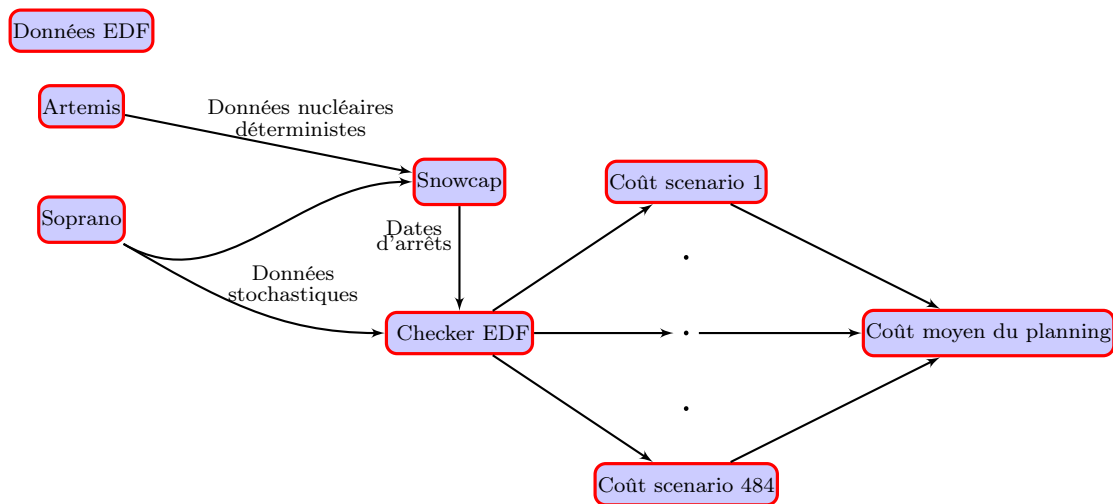 Données EDF
Artemis
Données nucléaires
déterministes
Snowcap
Coût scenario 1
Soprano
Dates
d'arrêts
Données
stochastiques
Checker EDF
Coût moyen du planning
Coût scenario 484